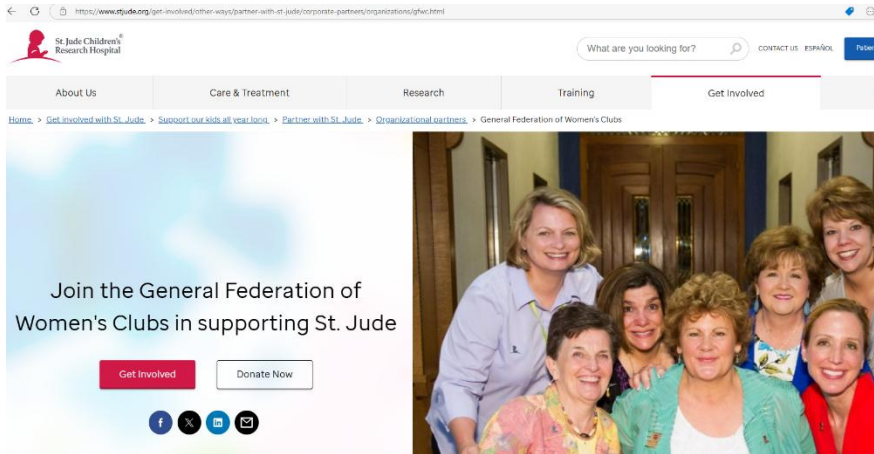 https://www.stjude.org/get-involved/other-ways/partner-with-st-jude/corporate-partners/organizations/gfwc.html
St. Jude Children's®
Research Hospital
What are you looking for?
CONTACT US ESPAÑOL
About Us Care & Treatment Research Training Get Involved
Home > Get involved with St. Jude > Support our kids all year long > Partner with St. Jude > Organizational partners > General Federation of Women's Clubs
Join the General Federation of
Women's Clubs in supporting St. Jude
Get Involved Donate Now